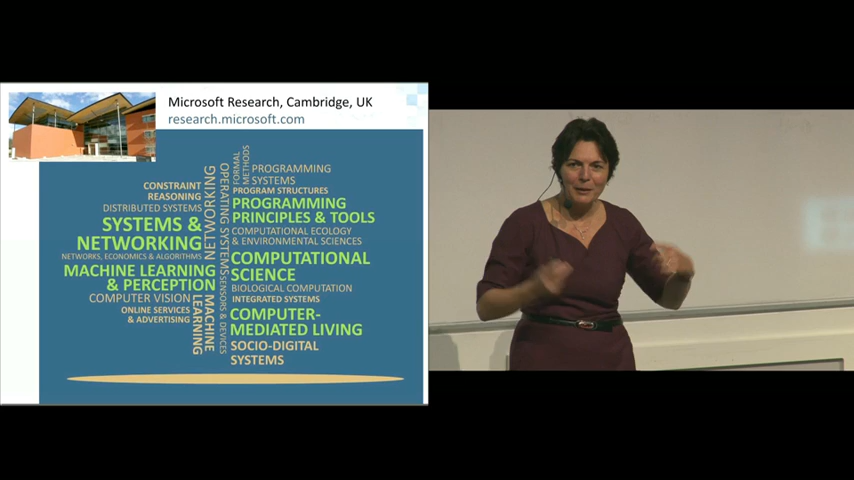 Microsoft Research, Cambridge, UK
research.microsoft.com
CONSTRAINT
REASONING
DISTRIBUTED SYSTEMS
SYSTEMS &
NETWORKING
NETWORKS, ECONOMICS & ALGORITHMS
MACHINE LEARNING
& PERCEPTION
COMPUTER VISION
ONLINE SERVICES
& ADVERTISING
NETWORKING
MACHINE
LEARNING
OPERATING SYSTEMS
SENSORS & DEVICES
FORMAL
METHODS
PROGRAMMING
SYSTEMS
PROGRAM STRUCTURES
PROGRAMMING
PRINCIPLES & TOOLS
COMPUTATIONAL ECOLOGY
& ENVIRONMENTAL SCIENCES
COMPUTATIONAL
SCIENCE
BIOLOGICAL COMPUTATION
INTEGRATED SYSTEMS
COMPUTER-
MEDIATED LIVING
SOCIO-DIGITAL
SYSTEMS